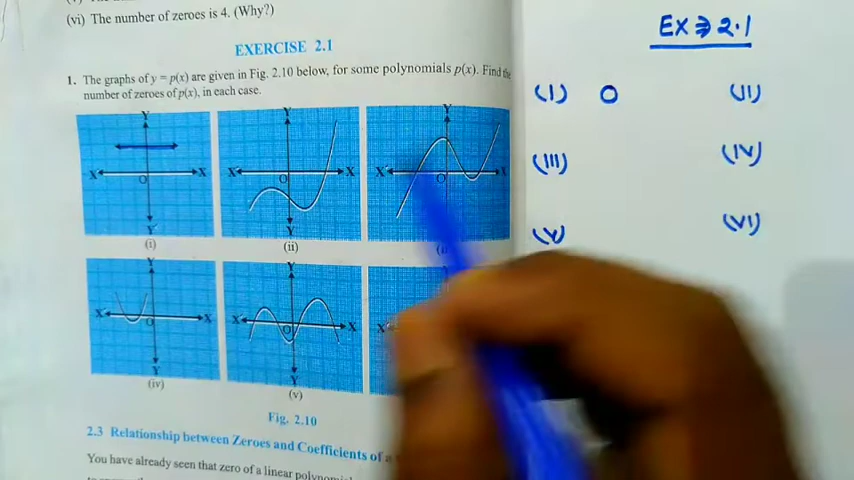 (vi) The number of zeroes is 4. (Why?)
EXERCISE 2.1
1. The graphs of y = p(x) are given in Fig. 2.10 below, for some polynomials p(x). Find the
number of zeroes of p(x), in each case.
Y Y Y
X' X X' X X' X
O O O
Y' Y'
(i) (ii)
Y Y
X' X X' X X'
O O
Y' Y'
(iv) (v)
Fig. 2.10
2.3 Relationship between Zeroes and Coefficients of a
You have already seen that zero of a linear polynomial
Ex ⇒ 2.1
(I) 0 (II)
(III) (IV)
(V) (VI)